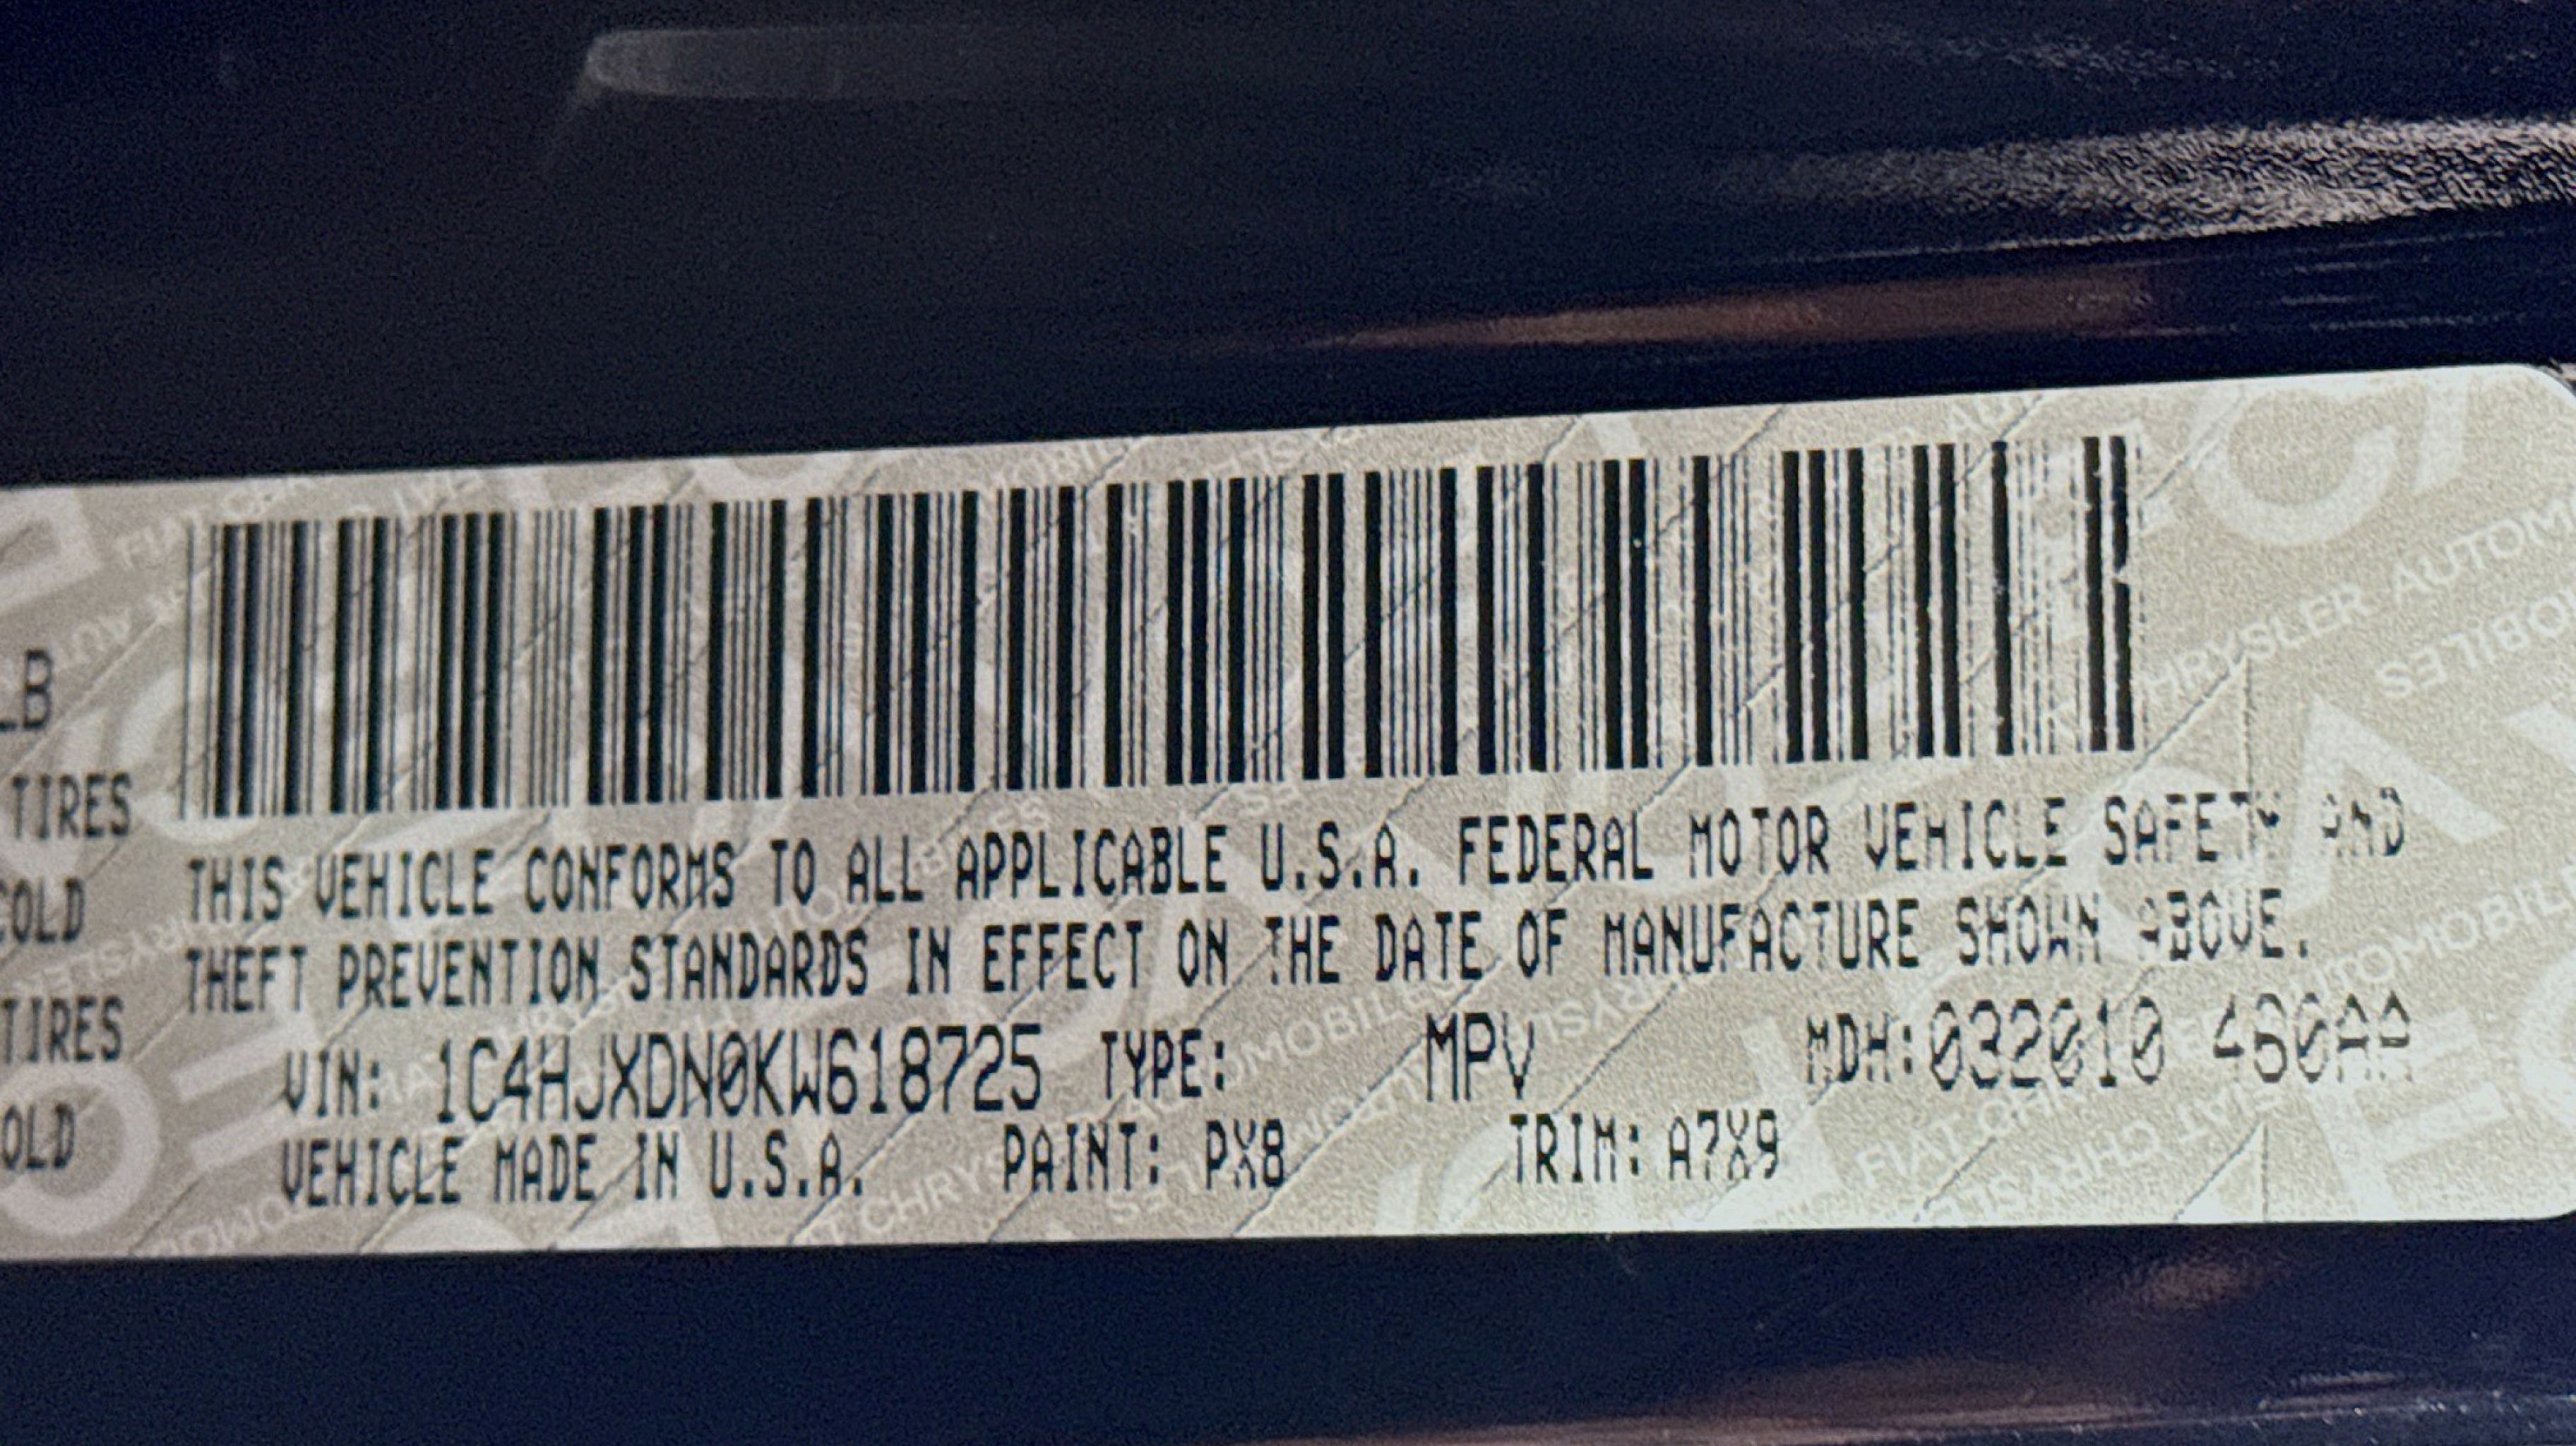 LB
TIRES
COLD
TIRES
OLD
THIS VEHICLE CONFORMS TO ALL APPLICABLE U.S.A. FEDERAL MOTOR VEHICLE SAFETY AND
THEFT PREVENTION STANDARDS IN EFFECT ON THE DATE OF MANUFACTURE SHOWN ABOVE.
VIN: 1C4HJXDN0KW618725 TYPE: MPV MDH:032010 460AA
VEHICLE MADE IN U.S.A. PAINT: PX8 TRIM: A7X9